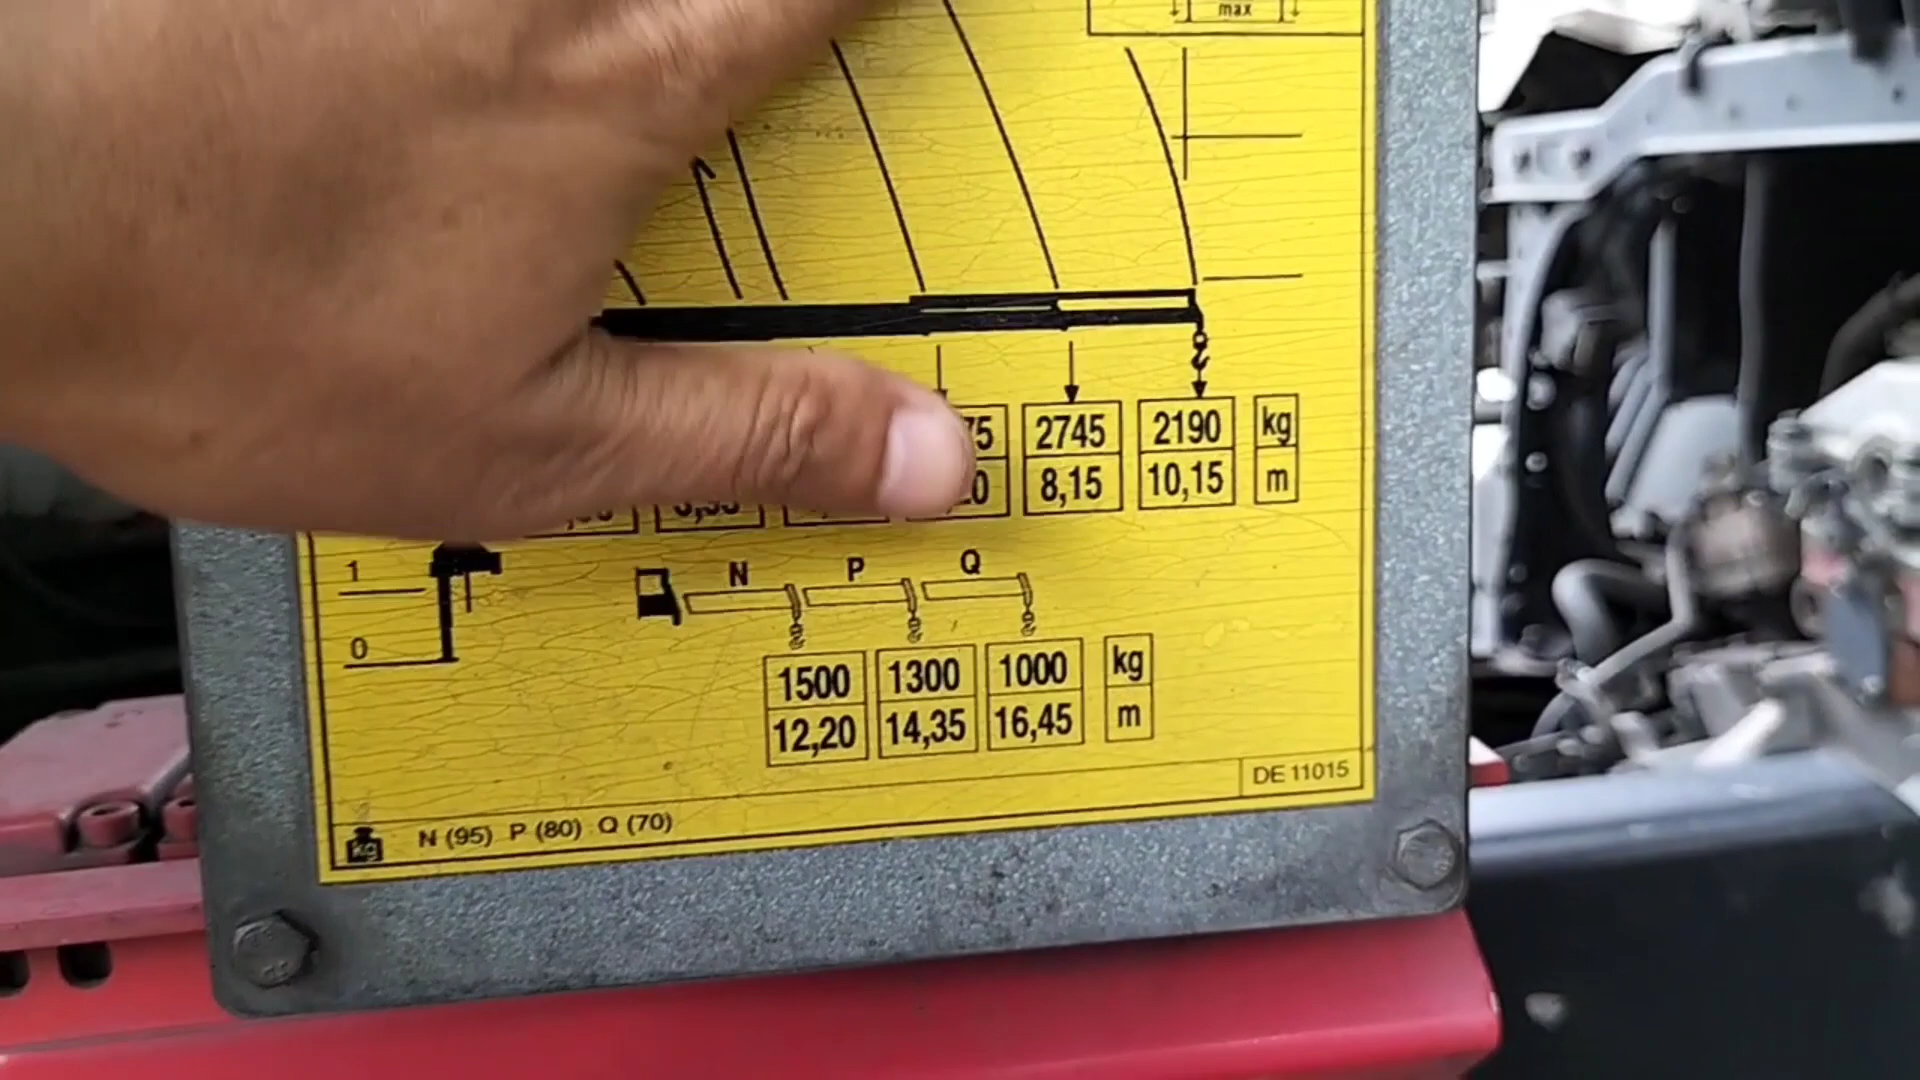 max
2745 2190 kg
8,15 10,15 m
1
N P Q
0
1500 1300 1000 kg
12,20 14,35 16,45 m
DE 11015
kg N (95) P (80) Q (70)